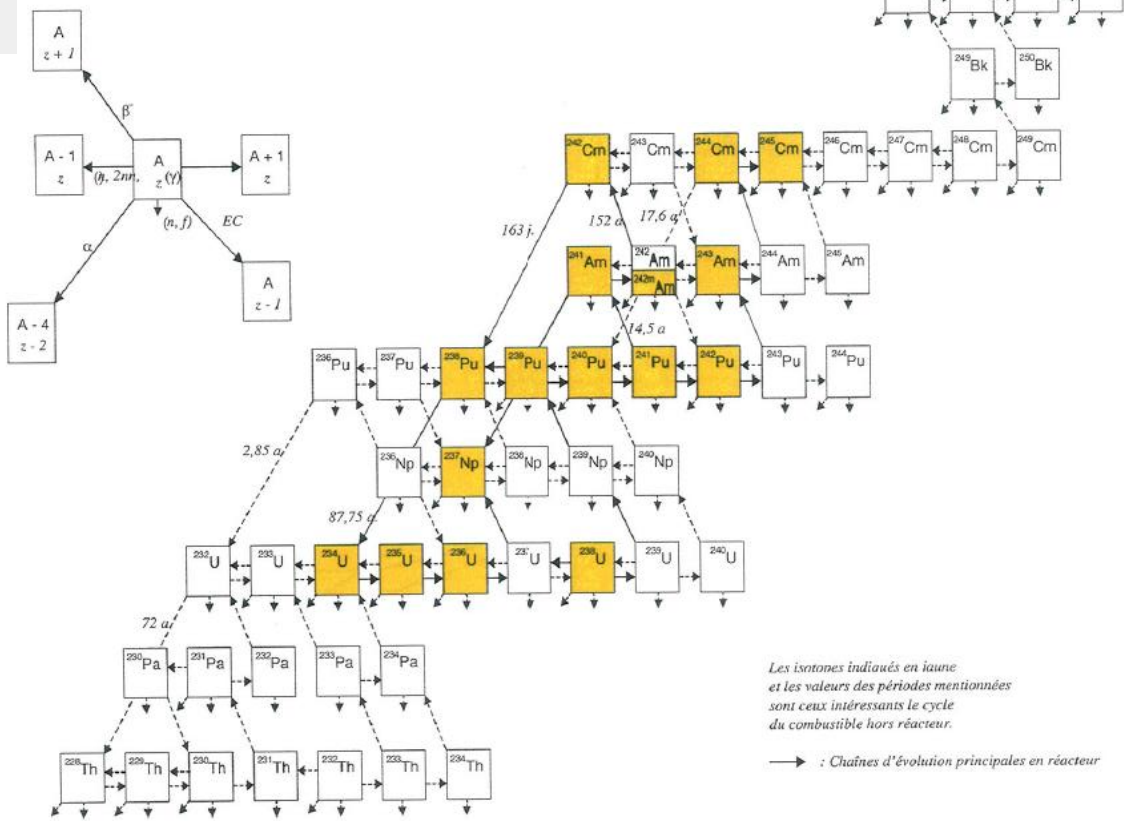 A
z + 1
β⁻
A - 1
z
(n, 2n)
A
z
(γ)
A + 1
z
(n, f)
EC
α
A
z - 1
A - 4
z - 2
²⁴⁹Bk
²⁵⁰Bk
²⁴²Cm
²⁴³Cm
²⁴⁴Cm
²⁴⁵Cm
²⁴⁶Cm
²⁴⁷Cm
²⁴⁸Cm
²⁴⁹Cm
163 j.
152 a
17,6 a
²⁴¹Am
²⁴²Am
²⁴²ᵐAm
²⁴³Am
²⁴⁴Am
²⁴⁵Am
14,5 a
²³⁶Pu
²³⁷Pu
²³⁸Pu
²³⁹Pu
²⁴⁰Pu
²⁴¹Pu
²⁴²Pu
²⁴³Pu
²⁴⁴Pu
2,85 a
²³⁶Np
²³⁷Np
²³⁸Np
²³⁹Np
²⁴⁰Np
87,75 a.
²³²U
²³³U
²³⁴U
²³⁵U
²³⁶U
²³⁷U
²³⁸U
²³⁹U
²⁴⁰U
72 a
²³⁰Pa
²³¹Pa
²³²Pa
²³³Pa
²³⁴Pa
²²⁸Th
²²⁹Th
²³⁰Th
²³¹Th
²³²Th
²³³Th
²³⁴Th
Les isotopes indiqués en jaune
et les valeurs des périodes mentionnées
sont ceux intéressants le cycle
du combustible hors réacteur.
: Chaînes d'évolution principales en réacteur